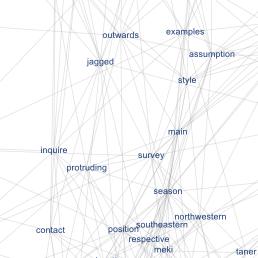 outwards
examples
assumption
jagged
style
main
inquire
survey
protruding
season
northwestern
southeastern
contact
position
respective
meki
taner